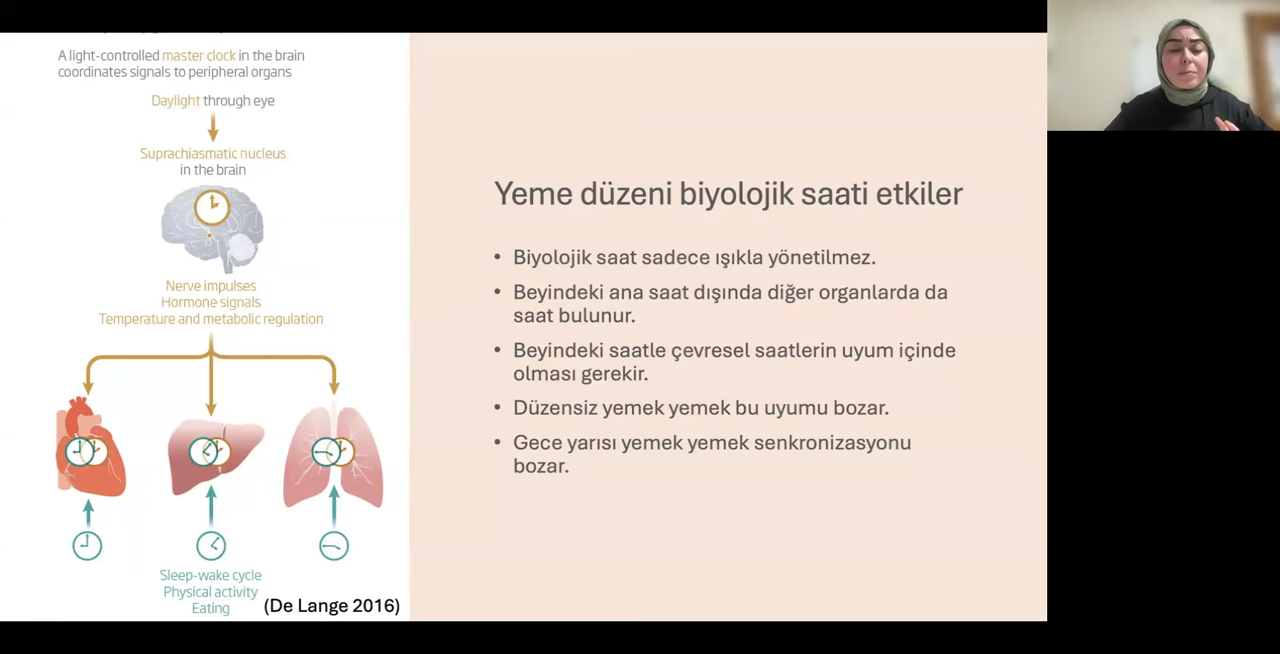 A light-controlled master clock in the brain
coordinates signals to peripheral organs
Daylight through eye
Suprachiasmatic nucleus
in the brain
Nerve impulses
Hormone signals
Temperature and metabolic regulation
Sleep-wake cycle
Physical activity
Eating
(De Lange 2016)
Yeme düzeni biyolojik saati etkiler
• Biyolojik saat sadece ışıkla yönetilmez.
• Beyindeki ana saat dışında diğer organlarda da
saat bulunur.
• Beyindeki saatle çevresel saatlerin uyum içinde
olması gerekir.
• Düzensiz yemek yemek bu uyumu bozar.
• Gece yarısı yemek yemek senkronizasyonu
bozar.